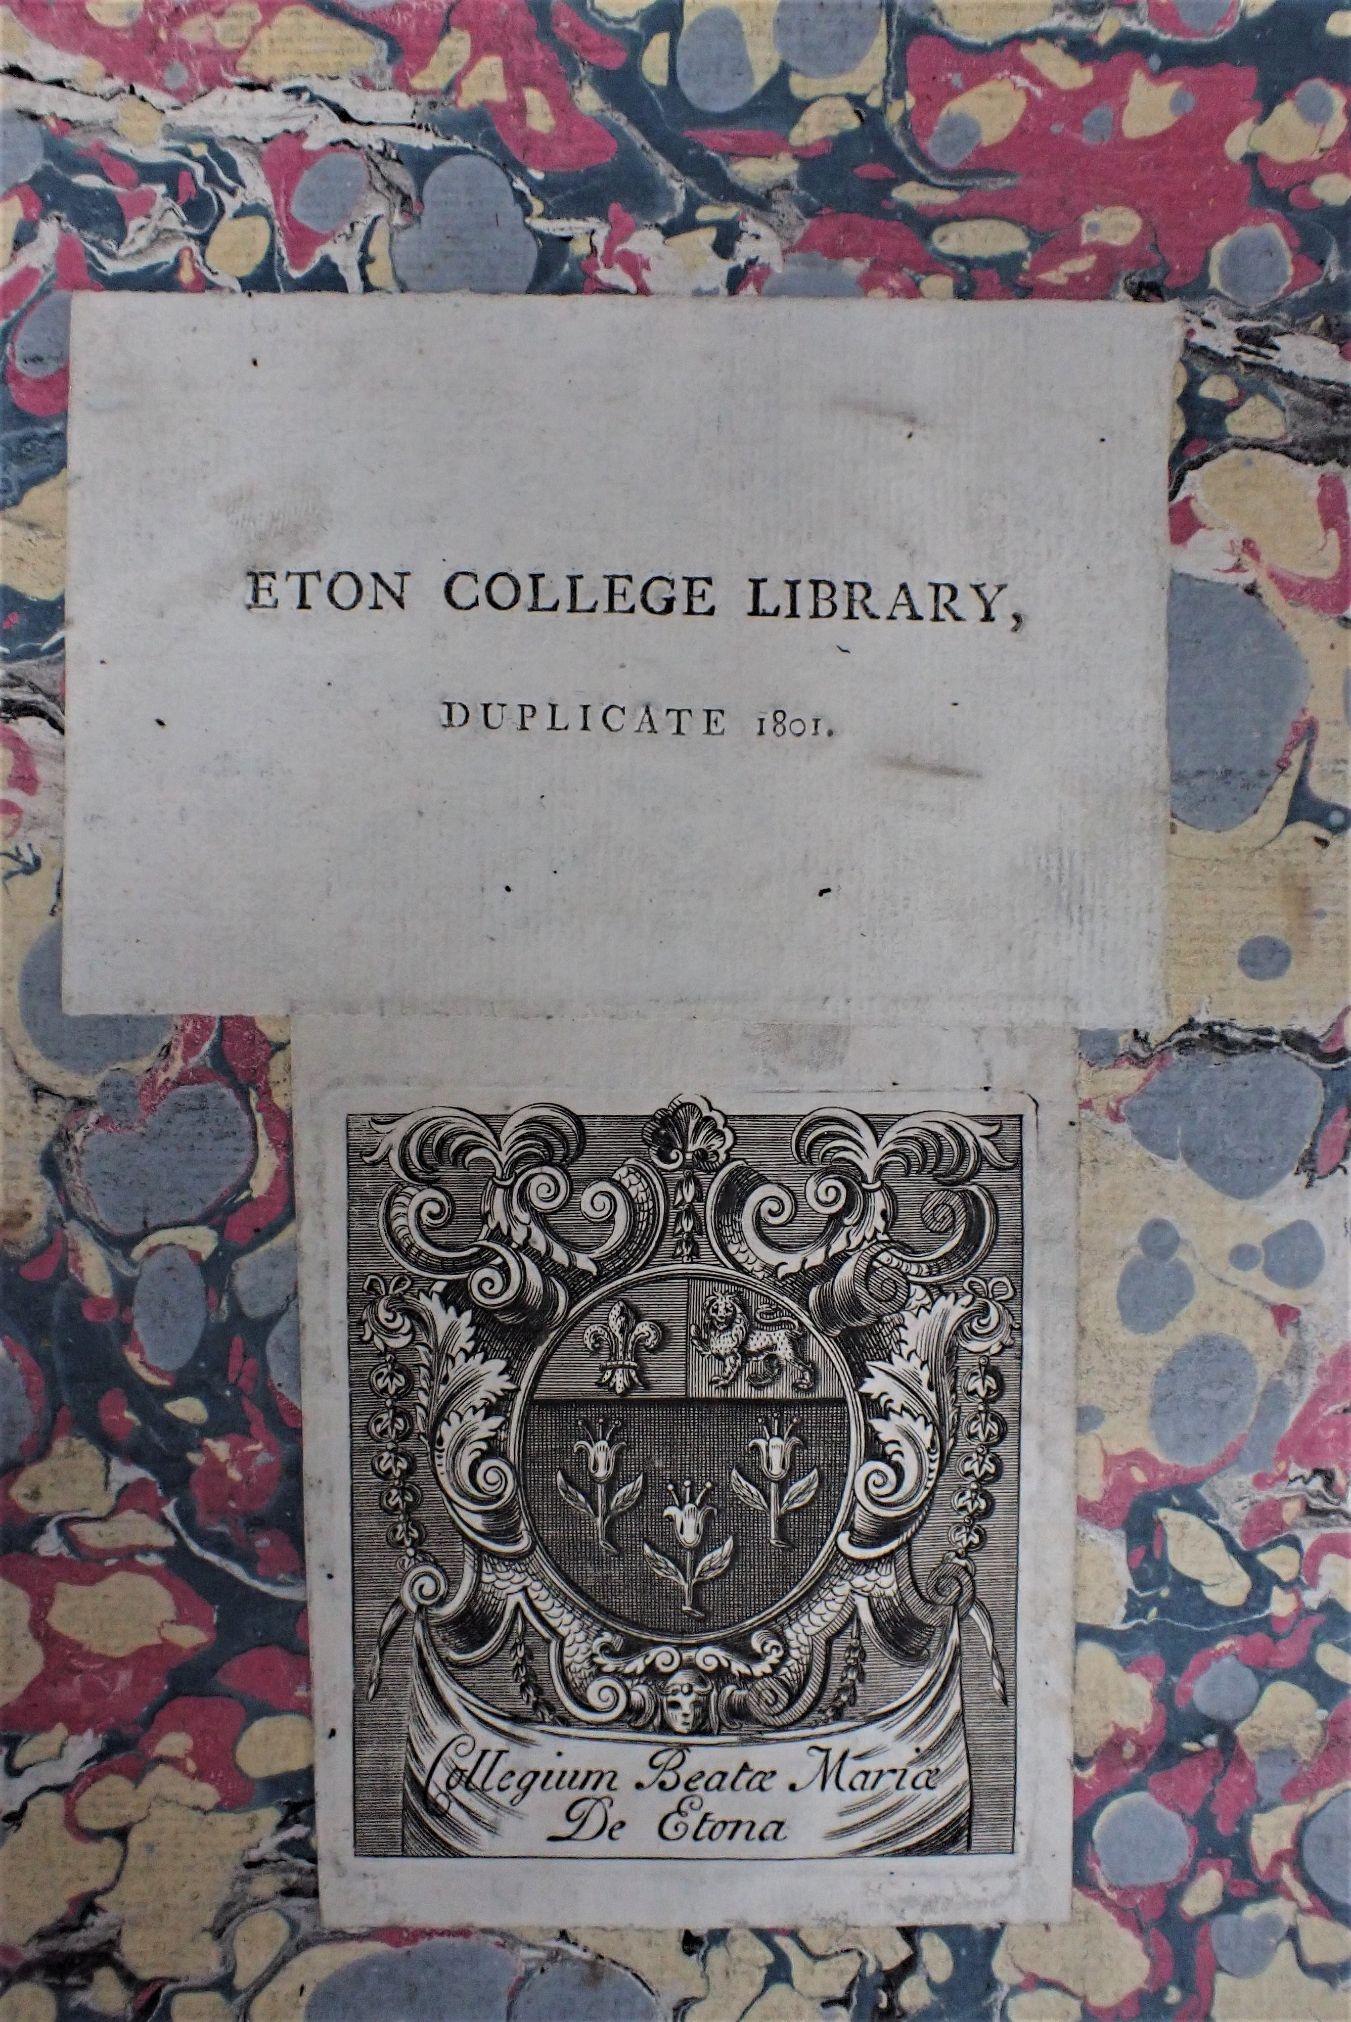 ETON COLLEGE LIBRARY,
DUPLICATE 1801.
Collegium Beatæ Mariæ
De Etona